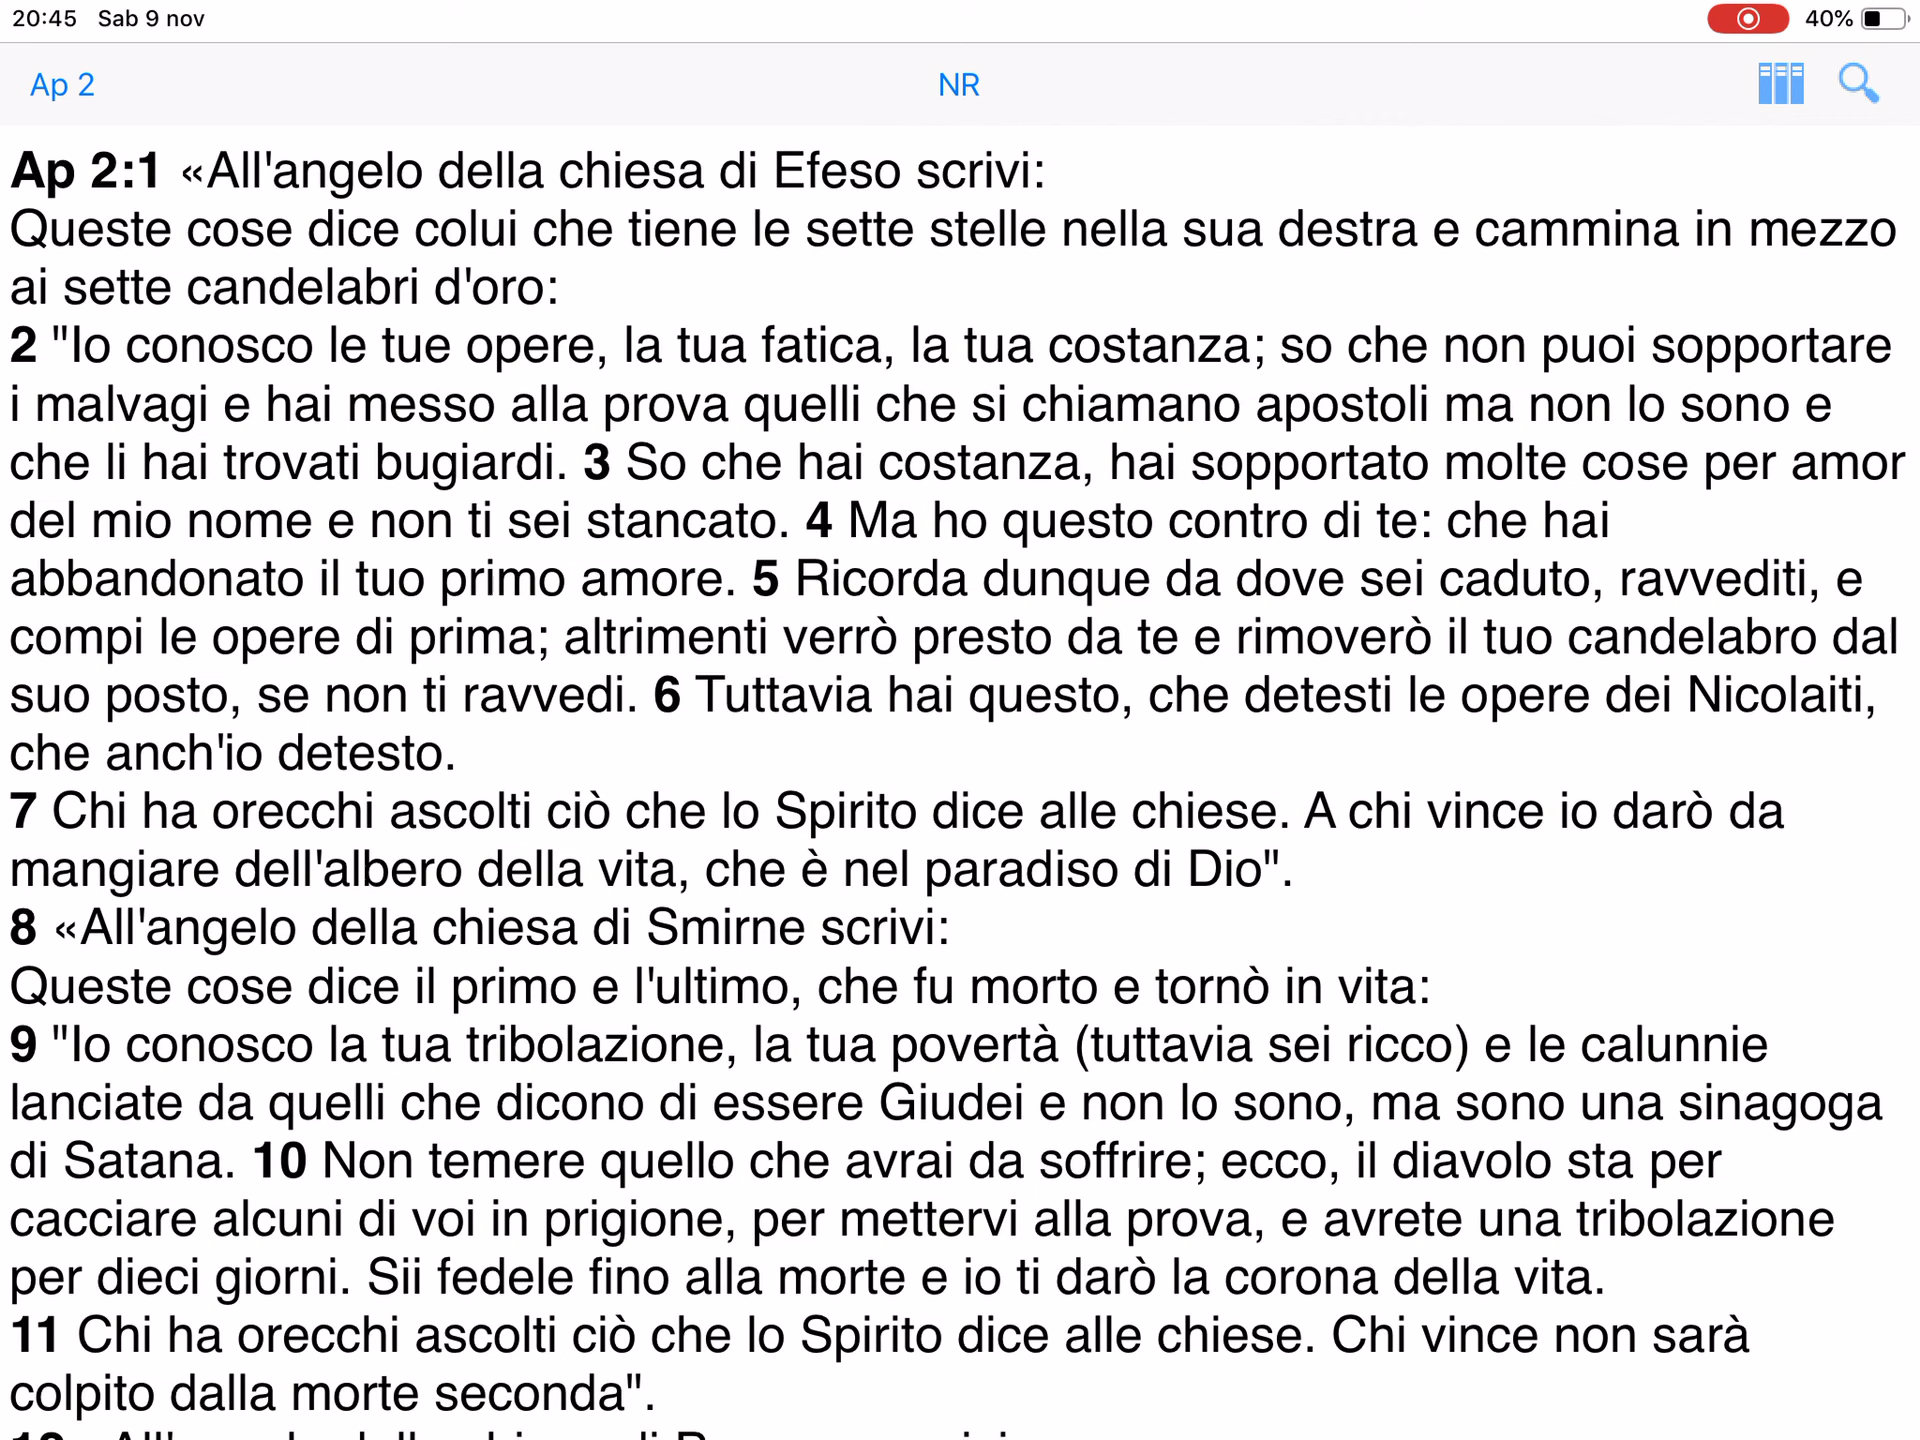 20:45 Sab 9 nov
40%
Ap 2
NR
Ap 2:1 «All'angelo della chiesa di Efeso scrivi:
Queste cose dice colui che tiene le sette stelle nella sua destra e cammina in mezzo
ai sette candelabri d'oro:
2 "Io conosco le tue opere, la tua fatica, la tua costanza; so che non puoi sopportare
i malvagi e hai messo alla prova quelli che si chiamano apostoli ma non lo sono e
che li hai trovati bugiardi. 3 So che hai costanza, hai sopportato molte cose per amor
del mio nome e non ti sei stancato. 4 Ma ho questo contro di te: che hai
abbandonato il tuo primo amore. 5 Ricorda dunque da dove sei caduto, ravvediti, e
compi le opere di prima; altrimenti verrò presto da te e rimoverò il tuo candelabro dal
suo posto, se non ti ravvedi. 6 Tuttavia hai questo, che detesti le opere dei Nicolaiti,
che anch'io detesto.
7 Chi ha orecchi ascolti ciò che lo Spirito dice alle chiese. A chi vince io darò da
mangiare dell'albero della vita, che è nel paradiso di Dio".
8 «All'angelo della chiesa di Smirne scrivi:
Queste cose dice il primo e l'ultimo, che fu morto e tornò in vita:
9 "Io conosco la tua tribolazione, la tua povertà (tuttavia sei ricco) e le calunnie
lanciate da quelli che dicono di essere Giudei e non lo sono, ma sono una sinagoga
di Satana. 10 Non temere quello che avrai da soffrire; ecco, il diavolo sta per
cacciare alcuni di voi in prigione, per mettervi alla prova, e avrete una tribolazione
per dieci giorni. Sii fedele fino alla morte e io ti darò la corona della vita.
11 Chi ha orecchi ascolti ciò che lo Spirito dice alle chiese. Chi vince non sarà
colpito dalla morte seconda".